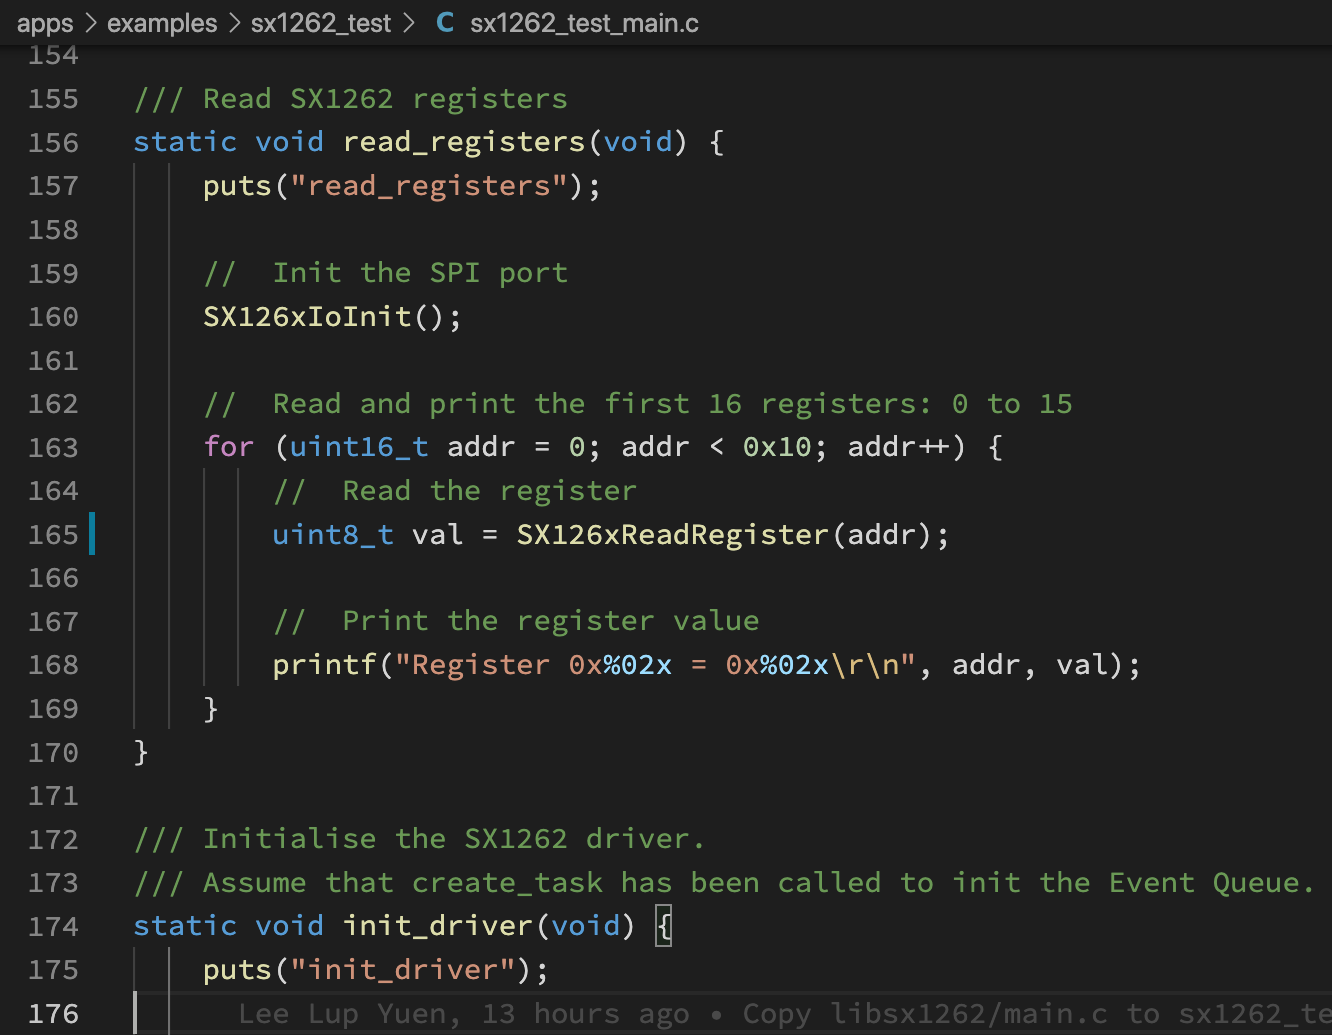 apps > examples > sx1262_test > C sx1262_test_main.c
154
155 /// Read SX1262 registers
156 static void read_registers(void) {
157     puts("read_registers");
158
159     //  Init the SPI port
160     SX126xIoInit();
161
162     //  Read and print the first 16 registers: 0 to 15
163     for (uint16_t addr = 0; addr < 0x10; addr++) {
164         //  Read the register
165         uint8_t val = SX126xReadRegister(addr);
166
167         //  Print the register value
168         printf("Register 0x%02x = 0x%02x\r\n", addr, val);
169     }
170 }
171
172 /// Initialise the SX1262 driver.
173 /// Assume that create_task has been called to init the Event Queue.
174 static void init_driver(void) {
175     puts("init_driver");
176       Lee Lup Yuen, 13 hours ago • Copy libsx1262/main.c to sx1262_te